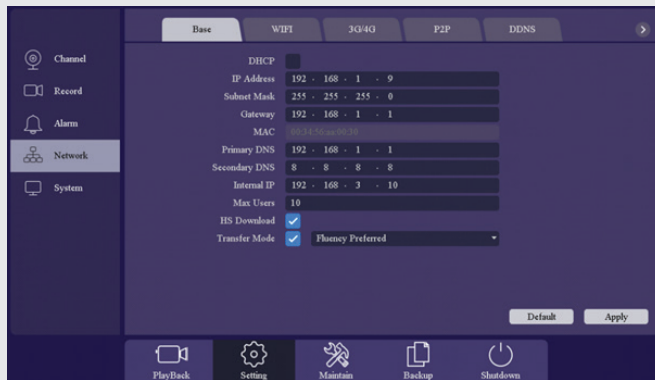 Base WIFI 3G/4G P2P DDNS
Channel
Record
Alarm
Network
System
DHCP
IP Address 192 . 168 . 1 . 9
Subnet Mask 255 . 255 . 255 . 0
Gateway 192 . 168 . 1 . 1
MAC
Primary DNS 192 . 168 . 1 . 1
Secondary DNS 8 . 8 . 8 . 8
Internal IP 192 . 168 . 3 . 10
Max Users 10
HS Download
Transfer Mode Fluency Preferred
Default Apply
PlayBack Setting Maintain Backup Shutdown